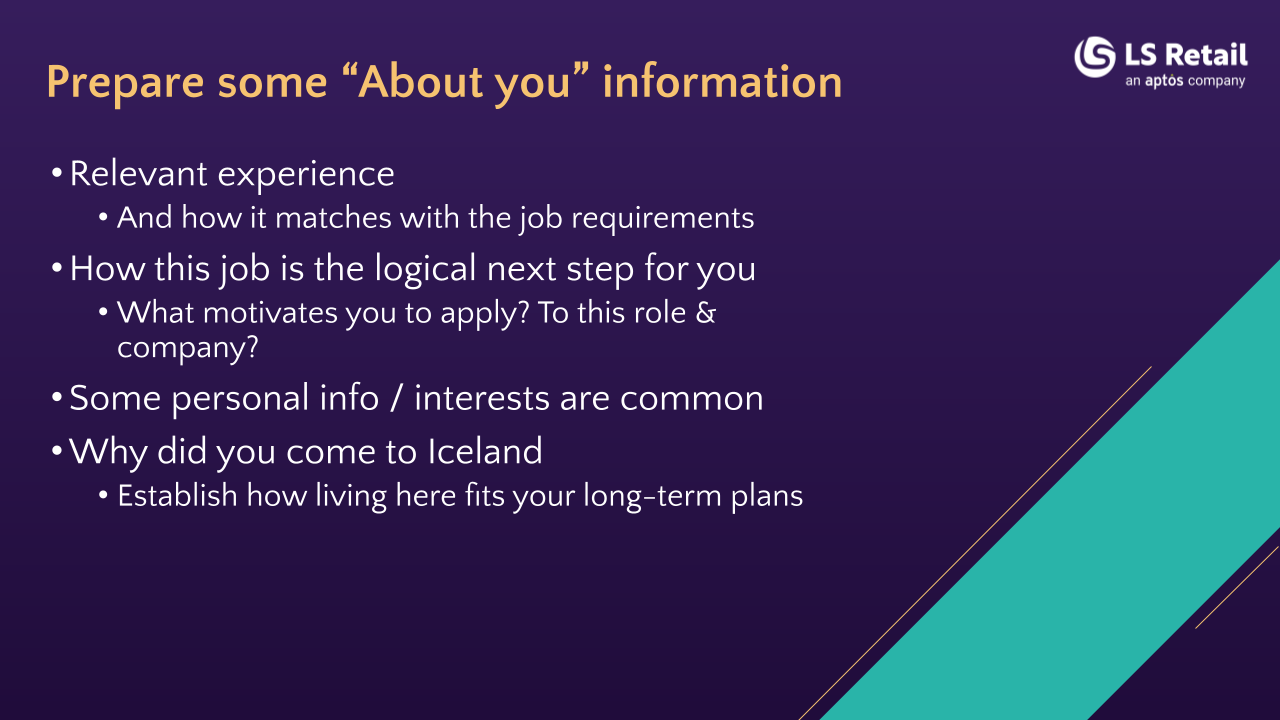 Prepare some “About you” information
LS Retail
an aptos company
• Relevant experience
• And how it matches with the job requirements
• How this job is the logical next step for you
• What motivates you to apply? To this role &
company?
• Some personal info / interests are common
• Why did you come to Iceland
• Establish how living here fits your long-term plans